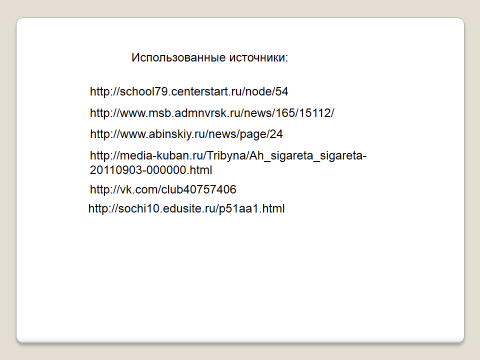 Использованные источники:
http://school79.centerstart.ru/node/54
http://www.msb.admnvrsk.ru/news/165/15112/
http://www.abinskiy.ru/news/page/24
http://media-kuban.ru/Tribyna/Ah_sigareta_sigareta-
20110903-000000.html
http://vk.com/club40757406
http://sochi10.edusite.ru/p51aa1.html